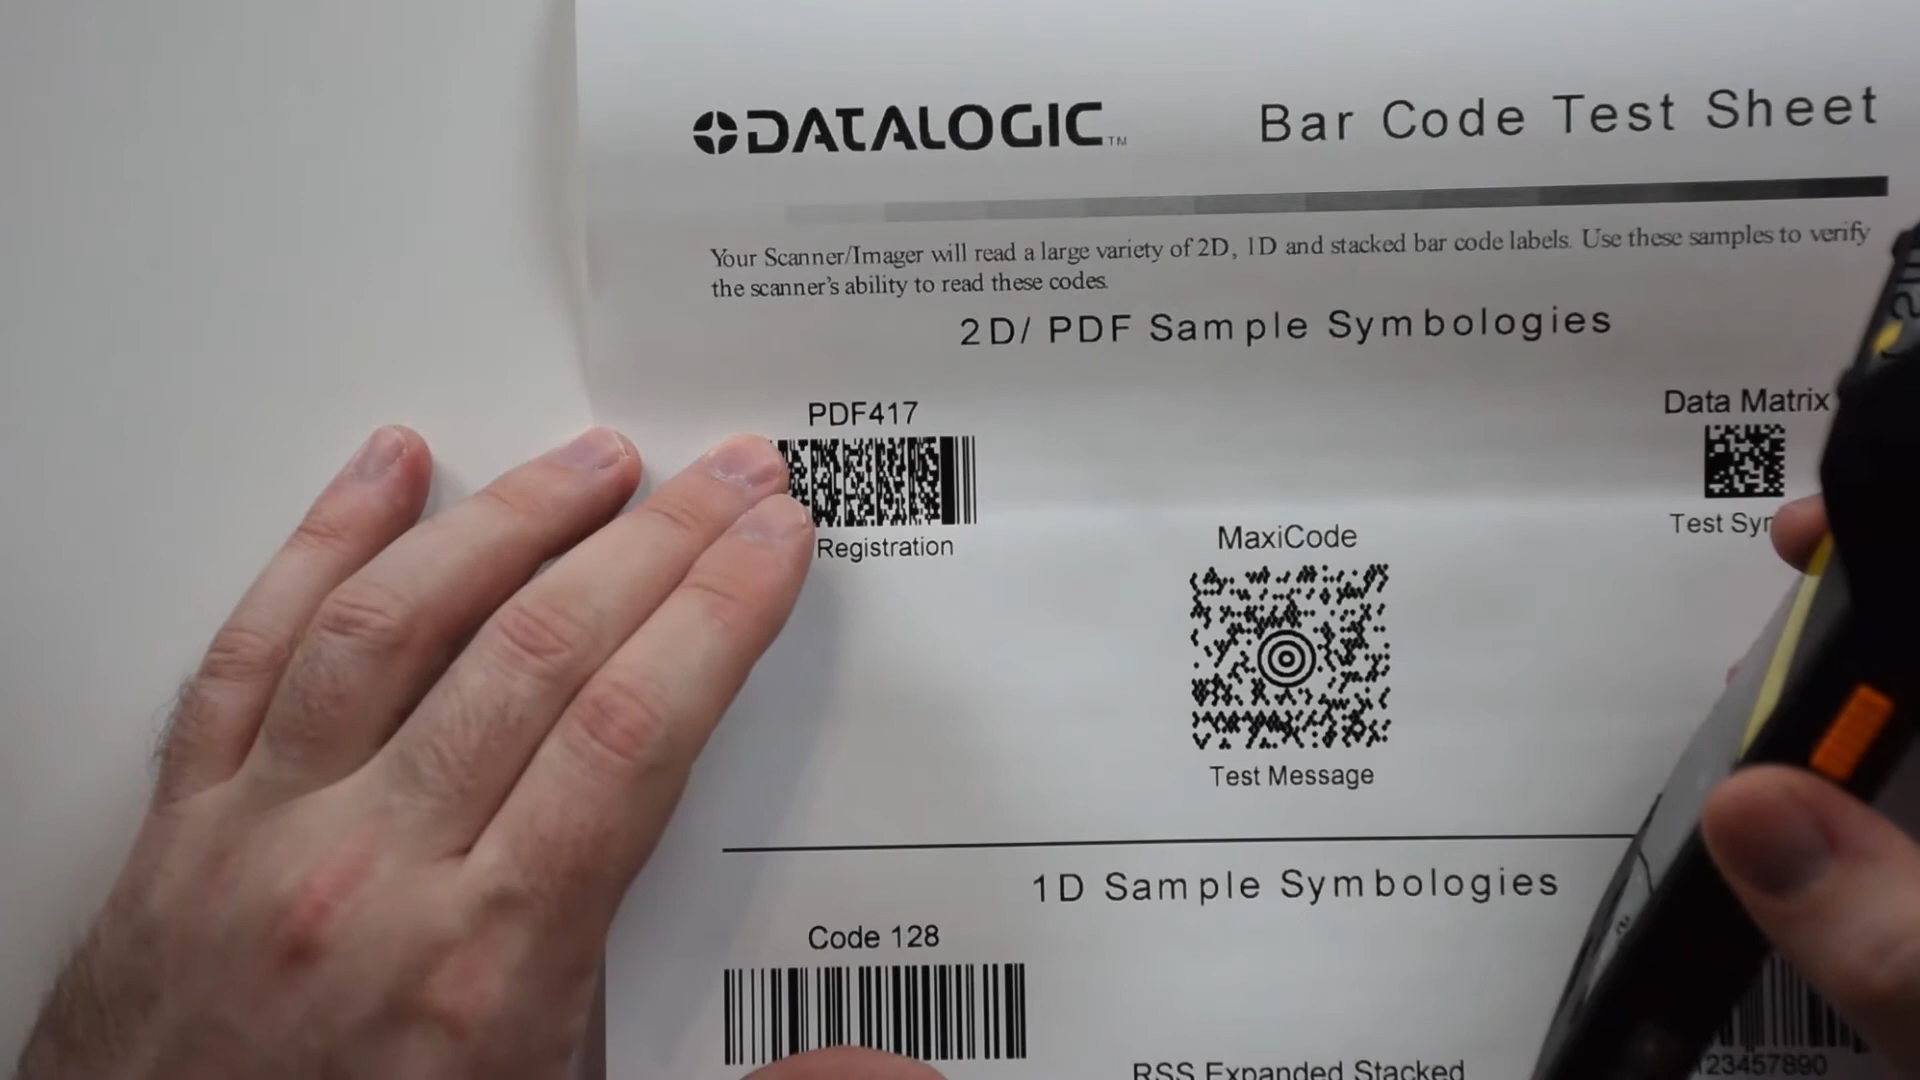 DATALOGIC™
Bar Code Test Sheet
Your Scanner/Imager will read a large variety of 2D, 1D and stacked bar code labels. Use these samples to verify
the scanner's ability to read these codes.
2D/ PDF Sample Symbologies
PDF417
Registration
Data Matrix
Test
MaxiCode
Test Message
1D Sample Symbologies
Code 128
RSS Expanded Stacked
123457890